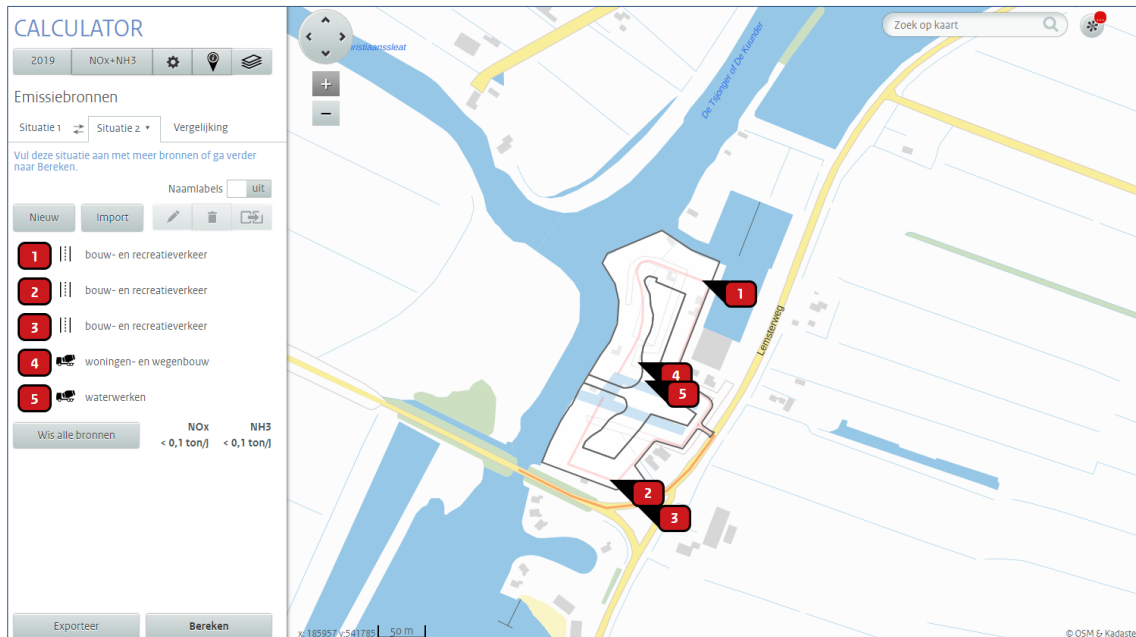 CALCULATOR
2019
NOx+NH3
Emissiebronnen
Situatie 1
Situatie 2
Vergelijking
Vul deze situatie aan met meer bronnen of ga verder
naar Bereken.
Naamlabels
uit
Nieuw
Import
1 bouw- en recreatieverkeer
2 bouw- en recreatieverkeer
3 bouw- en recreatieverkeer
4 woningen- en wegenbouw
5 waterwerken
Wis alle bronnen
NOx NH3
< 0,1 ton/j < 0,1 ton/j
Exporteer
Bereken
ristiaanssleat
De Tsjonger of De Kuunder
Zoek op kaart
...
+
−
Lemsterweg
1
4
5
2
3
x: 185957 y:541785
50 m
© OSM & Kadaste